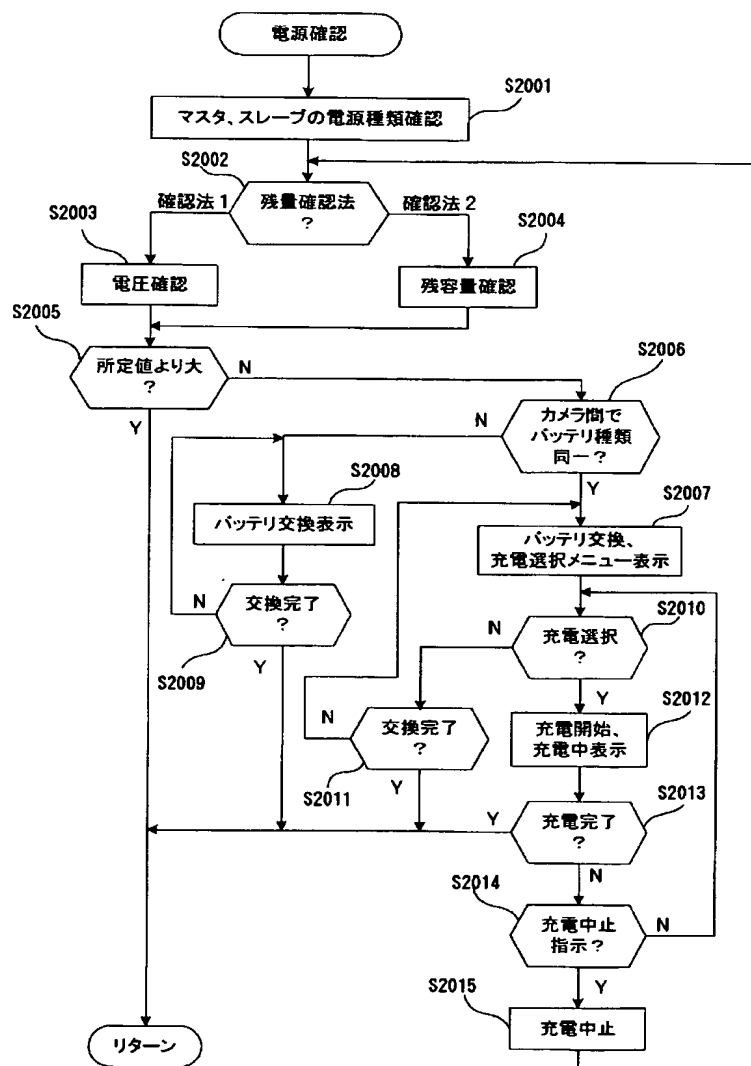 電源確認
S2001
マスタ、スレーブの電源種類確認
S2002
残量確認法
?
確認法1
確認法2
S2003
電圧確認
S2004
残容量確認
S2005
所定値より大
?
N
Y
S2006
カメラ間で
バッテリ種類
同一?
N
Y
S2008
バッテリ交換表示
S2007
バッテリ交換、
充電選択メニュー表示
交換完了
?
N
Y
S2009
S2010
充電選択
?
N
Y
S2012
充電開始、
充電中表示
交換完了
?
N
Y
S2011
S2013
充電完了
?
Y
N
S2014
充電中止
指示?
N
Y
S2015
充電中止
リターン